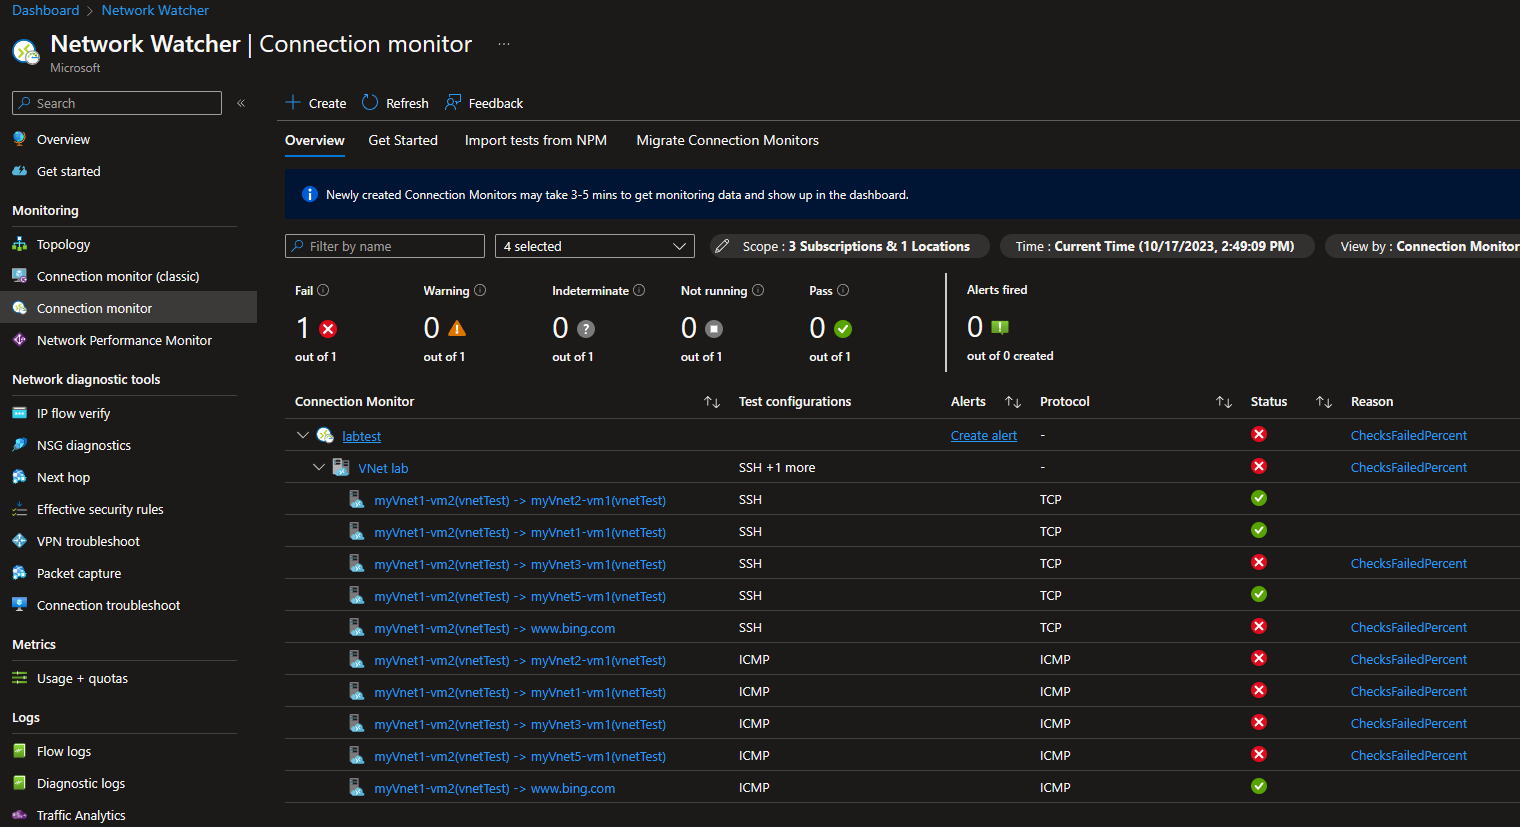 Dashboard > Network Watcher
Network Watcher | Connection monitor ...
Microsoft
Search «
Overview
Get started
Monitoring
Topology
Connection monitor (classic)
Connection monitor
Network Performance Monitor
Network diagnostic tools
IP flow verify
NSG diagnostics
Next hop
Effective security rules
VPN troubleshoot
Packet capture
Connection troubleshoot
Metrics
Usage + quotas
Logs
Flow logs
Diagnostic logs
Traffic Analytics
Create Refresh Feedback
Overview Get Started Import tests from NPM Migrate Connection Monitors
Newly created Connection Monitors may take 3-5 mins to get monitoring data and show up in the dashboard.
Filter by name 4 selected Scope : 3 Subscriptions & 1 Locations Time : Current Time (10/17/2023, 2:49:09 PM) View by : Connection Monitor
Fail Warning Indeterminate Not running Pass Alerts fired
1 0 0 0 0 0
out of 1 out of 1 out of 1 out of 1 out of 1 out of 0 created
Connection Monitor Test configurations Alerts Protocol Status Reason
labtest Create alert - ChecksFailedPercent
VNet lab SSH +1 more - ChecksFailedPercent
myVnet1-vm2(vnetTest) -> myVnet2-vm1(vnetTest) SSH TCP
myVnet1-vm2(vnetTest) -> myVnet1-vm1(vnetTest) SSH TCP
myVnet1-vm2(vnetTest) -> myVnet3-vm1(vnetTest) SSH TCP ChecksFailedPercent
myVnet1-vm2(vnetTest) -> myVnet5-vm1(vnetTest) SSH TCP
myVnet1-vm2(vnetTest) -> www.bing.com SSH TCP ChecksFailedPercent
myVnet1-vm2(vnetTest) -> myVnet2-vm1(vnetTest) ICMP ICMP ChecksFailedPercent
myVnet1-vm2(vnetTest) -> myVnet1-vm1(vnetTest) ICMP ICMP ChecksFailedPercent
myVnet1-vm2(vnetTest) -> myVnet3-vm1(vnetTest) ICMP ICMP ChecksFailedPercent
myVnet1-vm2(vnetTest) -> myVnet5-vm1(vnetTest) ICMP ICMP ChecksFailedPercent
myVnet1-vm2(vnetTest) -> www.bing.com ICMP ICMP